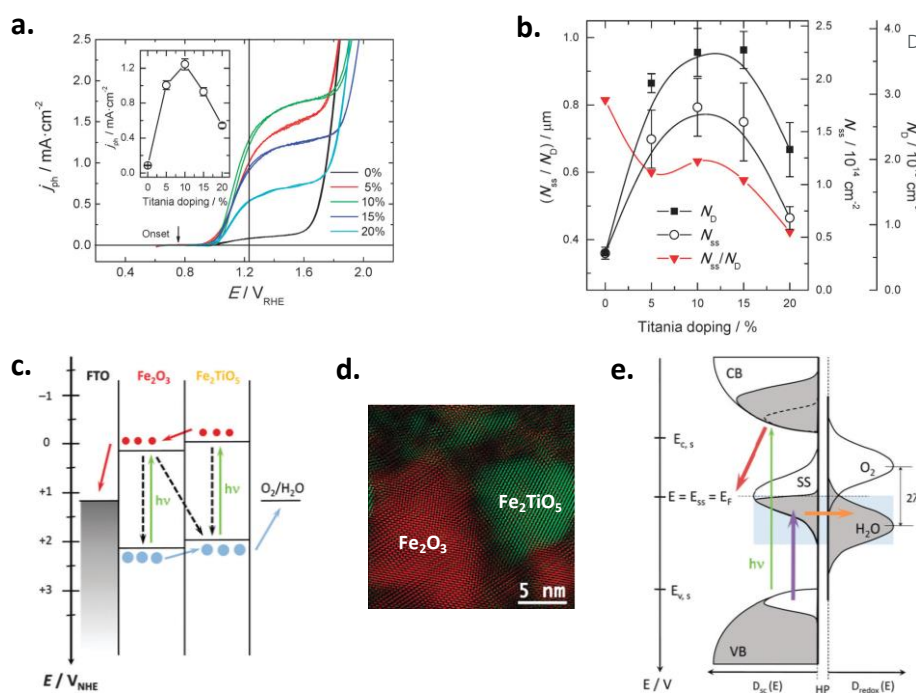 a.
2.5
2.0
1.5
1.0
0.5
0.0
j_ph / mA·cm⁻²
1.2
0.8
0.4
0.0
j_ph / mA·cm⁻²
0 5 10 15 20
Titania doping / %
Onset
0%
5%
10%
15%
20%
0.4 0.8 1.2 1.6 2.0
E / V_RHE
b.
1.0
0.8
0.6
0.4
(N_ss / N_D) / μm
N_D
N_ss
N_ss/N_D
0 5 10 15 20
Titania doping / %
2.5
2.0
1.5
1.0
0.5
0.0
N_ss / 10¹⁴ cm⁻²
4.0
3.0
2.0
1.0
0.0
D
c.
FTO
Fe₂O₃
Fe₂TiO₅
−1
0
+1
+2
+3
hν
hν
O₂/H₂O
E / V_NHE
d.
Fe₂O₃
Fe₂TiO₅
5 nm
e.
CB
E_c,s
SS
E = E_ss = E_F
O₂
H₂O
hν
E_v,s
VB
E / V
D_sc(E)
HP
D_redox(E)